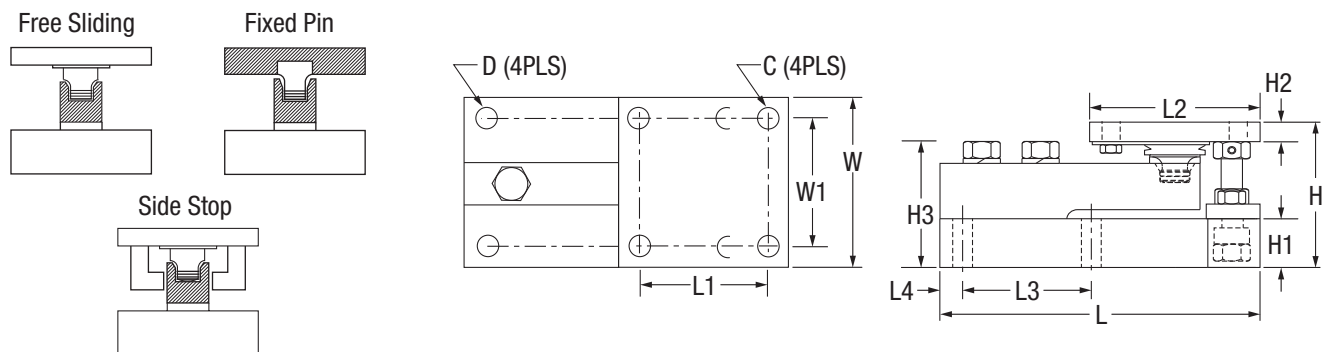 Free Sliding
Fixed Pin
Side Stop
D (4PLS)
C (4PLS)
W1
W
L1
H2
L2
H3
H
H1
L4
L3
L